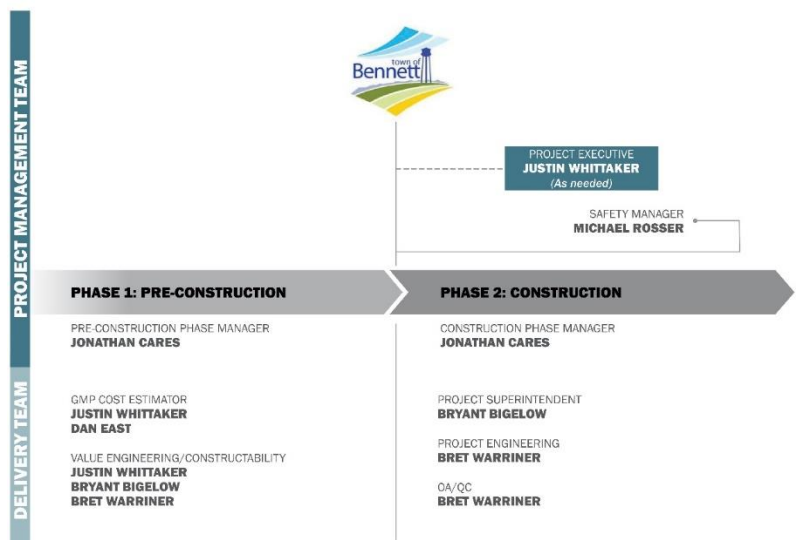 town of
Bennett
PROJECT MANAGEMENT TEAM
PROJECT EXECUTIVE
JUSTIN WHITTAKER
(As needed)
SAFETY MANAGER
MICHAEL ROSSER
PHASE 1: PRE-CONSTRUCTION
PHASE 2: CONSTRUCTION
PRE-CONSTRUCTION PHASE MANAGER
JONATHAN CARES
CONSTRUCTION PHASE MANAGER
JONATHAN CARES
DELIVERY TEAM
GMP COST ESTIMATOR
JUSTIN WHITTAKER
DAN EAST
VALUE ENGINEERING/CONSTRUCTABILITY
JUSTIN WHITTAKER
BRYANT BIGELOW
BRET WARRINER
PROJECT SUPERINTENDENT
BRYANT BIGELOW
PROJECT ENGINEERING
BRET WARRINER
OA/QC
BRET WARRINER